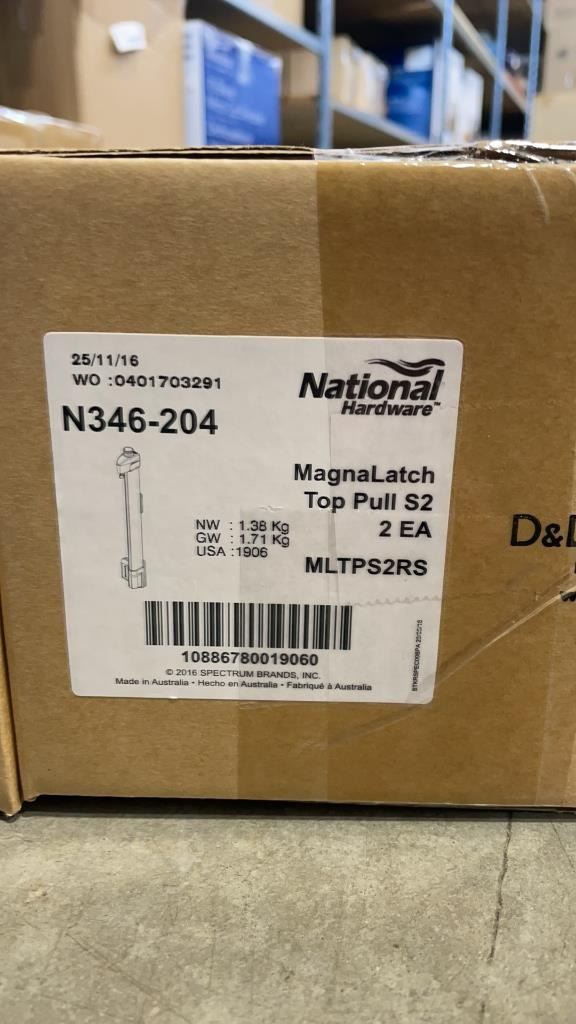 25/11/16
WO :0401703291
National
Hardware™
N346-204
MagnaLatch
Top Pull S2
2 EA
NW : 1.38 Kg
GW : 1.71 Kg
USA :1906
MLTPS2RS
10886780019060
© 2016 SPECTRUM BRANDS, INC.
Made in Australia • Hecho en Australia • Fabriqué à Australia
D&D